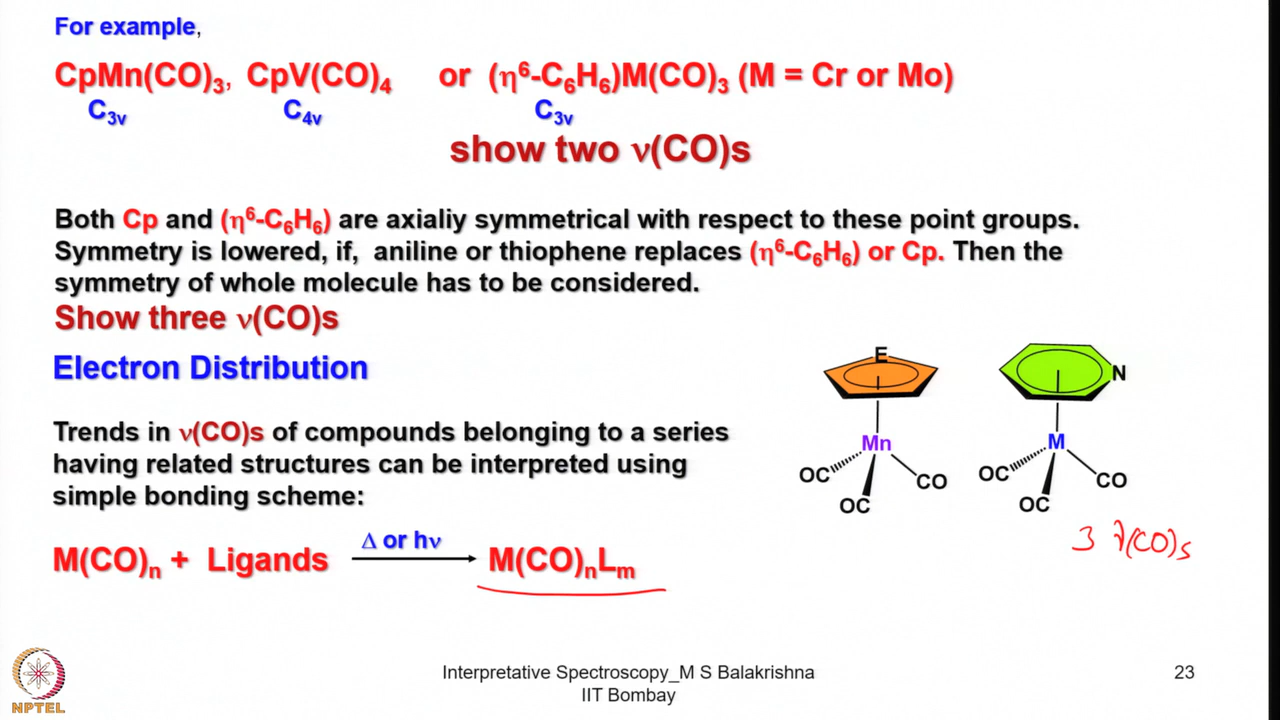 For example,
CpMn(CO)₃, CpV(CO)₄ or (η⁶-C₆H₆)M(CO)₃ (M = Cr or Mo)
C₃ᵥ C₄ᵥ C₃ᵥ
show two ν(CO)s
Both Cp and (η⁶-C₆H₆) are axialiy symmetrical with respect to these point groups.
Symmetry is lowered, if, aniline or thiophene replaces (η⁶-C₆H₆) or Cp. Then the
symmetry of whole molecule has to be considered.
Show three ν(CO)s
Electron Distribution
Trends in ν(CO)s of compounds belonging to a series
having related structures can be interpreted using
simple bonding scheme:
Δ or hν
M(CO)ₙ + Ligands M(CO)ₙLₘ
E
Mn
OC
OC
CO
N
M
OC
OC
CO
3 ν(CO)s
NPTEL
Interpretative Spectroscopy_M S Balakrishna
IIT Bombay
23